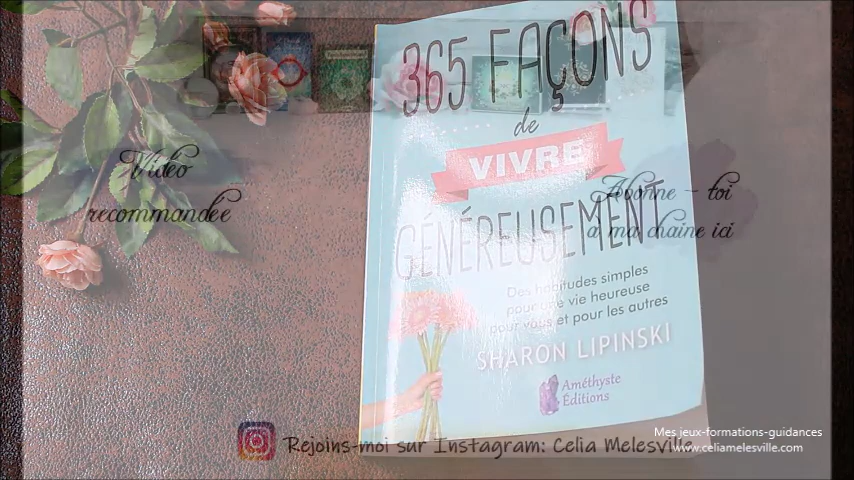 365 FAÇONS
de
VIVRE
GÉNÉREUSEMENT
Des habitudes simples
pour une vie heureuse
pour vous et pour les autres
SHARON LIPINSKI
Améthyste
Éditions
Vidéo
recommandée
Abonne - toi
a ma chaine ici
Rejoins-moi sur Instagram: Celia Melesville
Mes jeux-formations-guidances
www.celiamelesville.com